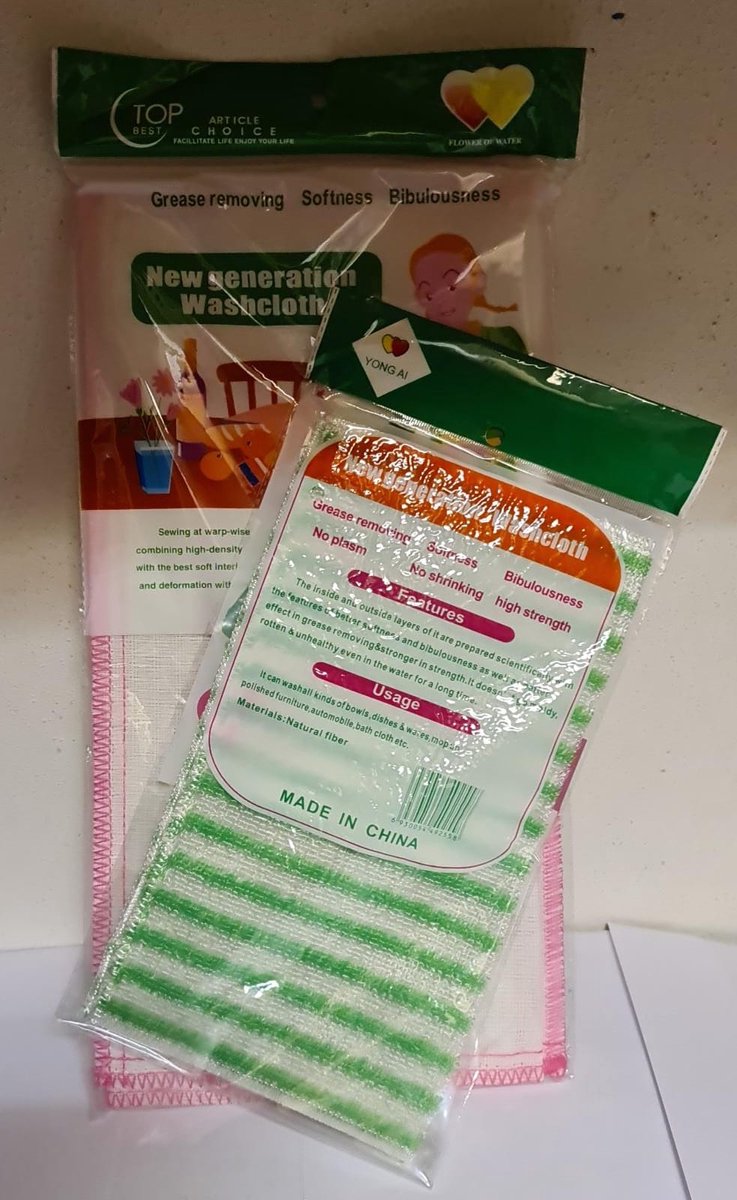 TOP
BEST
ARTICLE
CHOICE
FACILLITATE LIFE ENJOY YOUR LIFE
FLOWER OF WATER
Grease removing Softness Bibulousness
New generation
Washcloth
Sewing at warp-wise
combining high-density
with the best soft
and deformation
YONG AI
New generation Washcloth
Grease removing Softness Bibulousness
No plasm No shrinking high strength
Features
The inside and outside layers of it are prepared scientifically
the features of better softness and bibulousness as well as
effect in grease removing&stronger in strength.It
rotten & unhealthy,even in the water for a long time.
Usage
It can washall kinds of bowls,dishes & mop
polished furniture,automobile,bath cloth etc.
Materials:Natural fiber
MADE IN CHINA